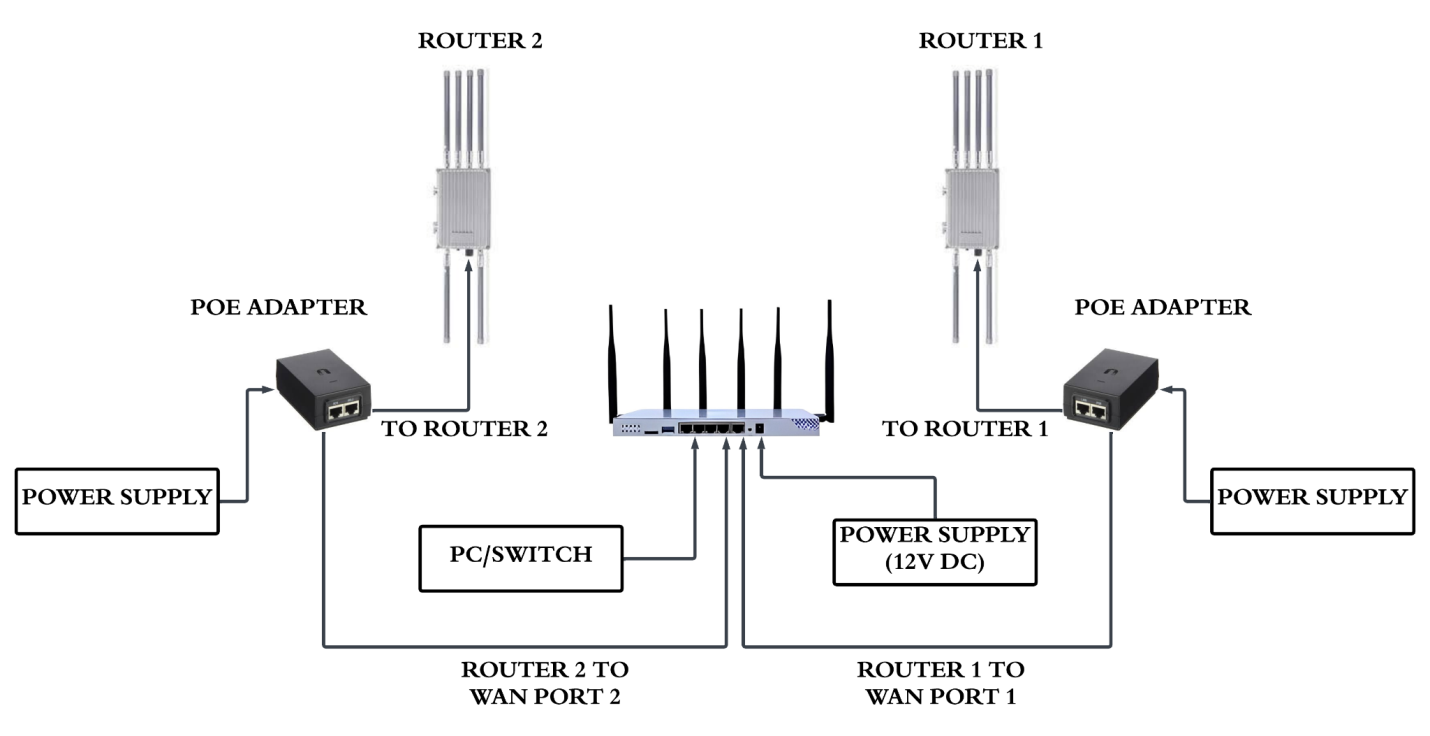 ROUTER 2
ROUTER 1
POE ADAPTER
POE ADAPTER
TO ROUTER 2
TO ROUTER 1
POWER SUPPLY
POWER SUPPLY
PC/SWITCH
POWER SUPPLY
(12V DC)
ROUTER 2 TO
WAN PORT 2
ROUTER 1 TO
WAN PORT 1